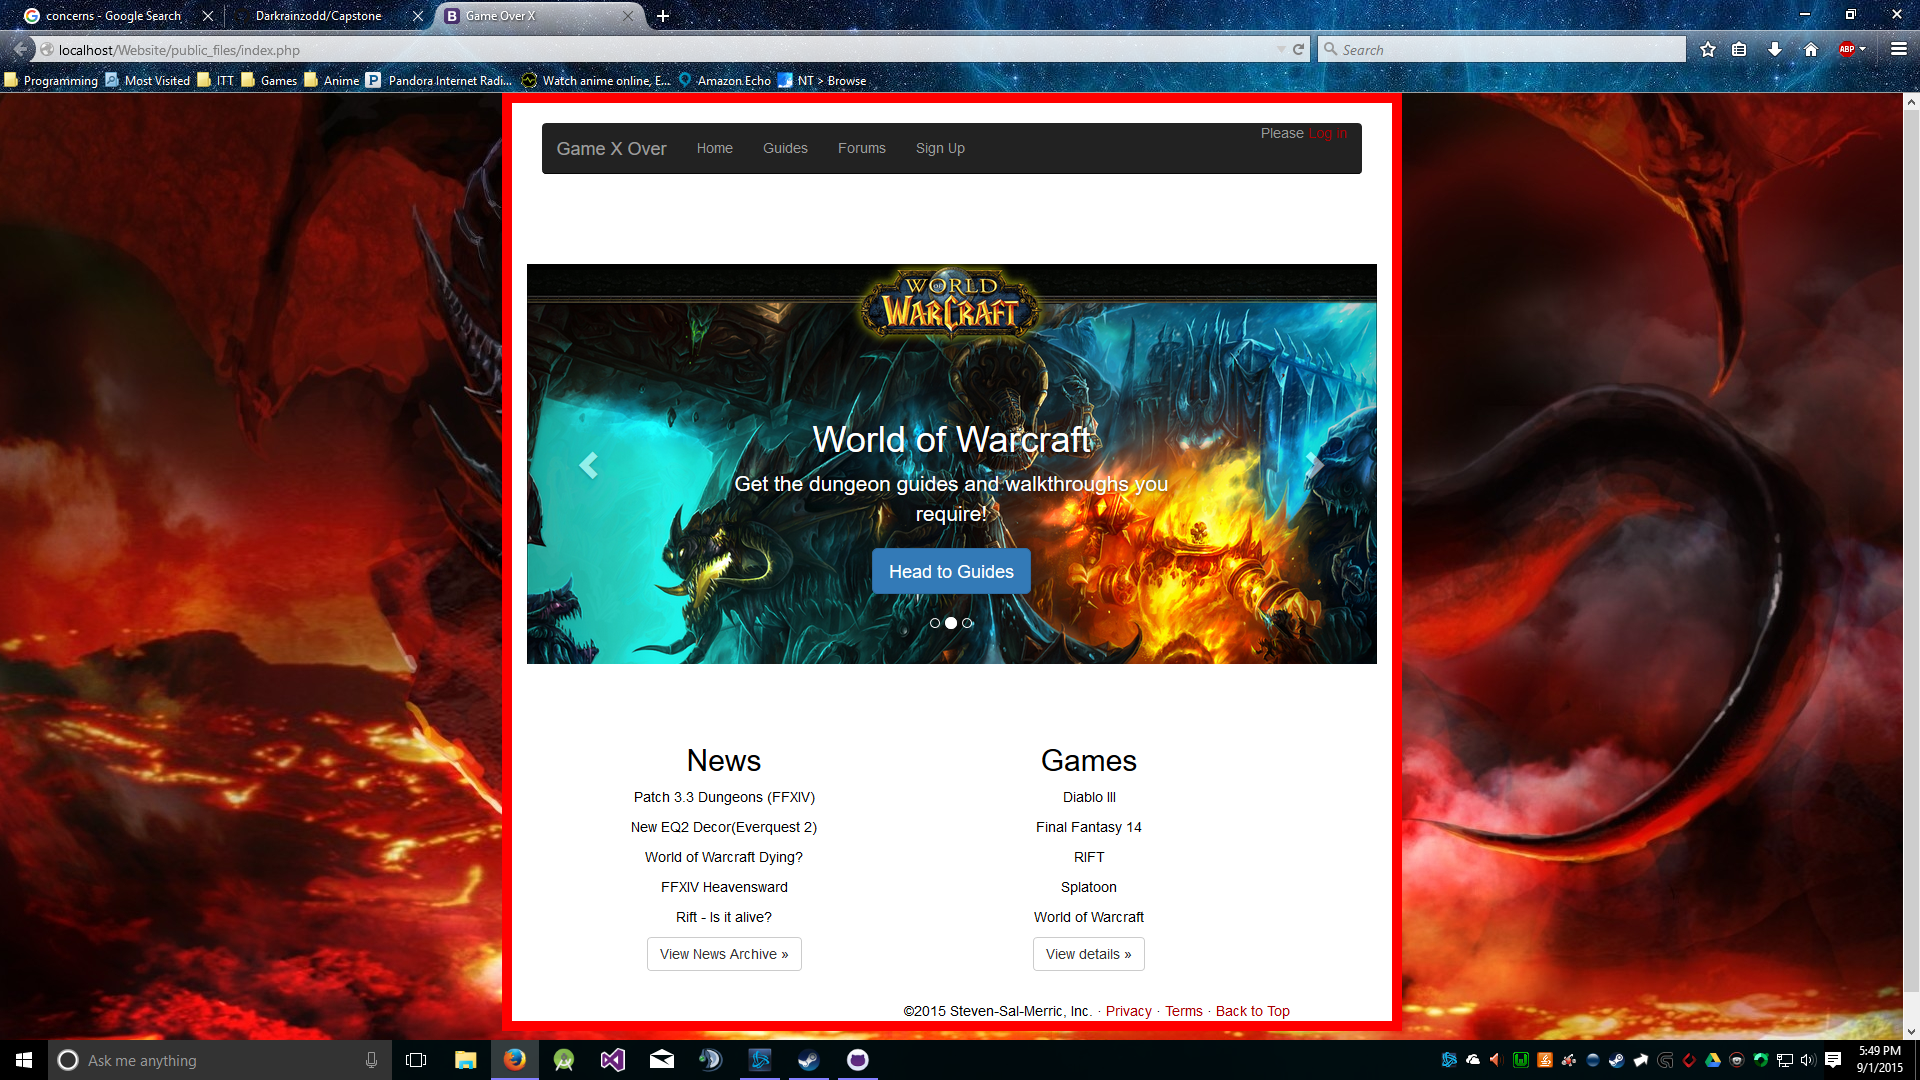 concerns - Google Search
Darkrainzodd/Capstone
Game Over X
localhost/Website/public_files/index.php
Search
ABP
Programming Most Visited ITT Games Anime Pandora Internet Radi... Watch anime online, E... Amazon Echo NT > Browse
Please Log in
Game X Over Home Guides Forums Sign Up
WORLD OF WARCRAFT
World of Warcraft
Get the dungeon guides and walkthroughs you
require!
Head to Guides
News
Patch 3.3 Dungeons (FFXIV)
New EQ2 Decor(Everquest 2)
World of Warcraft Dying?
FFXIV Heavensward
Rift - Is it alive?
View News Archive »
Games
Diablo III
Final Fantasy 14
RIFT
Splatoon
World of Warcraft
View details »
©2015 Steven-Sal-Merric, Inc. · Privacy · Terms · Back to Top
Ask me anything
5:49 PM
9/1/2015